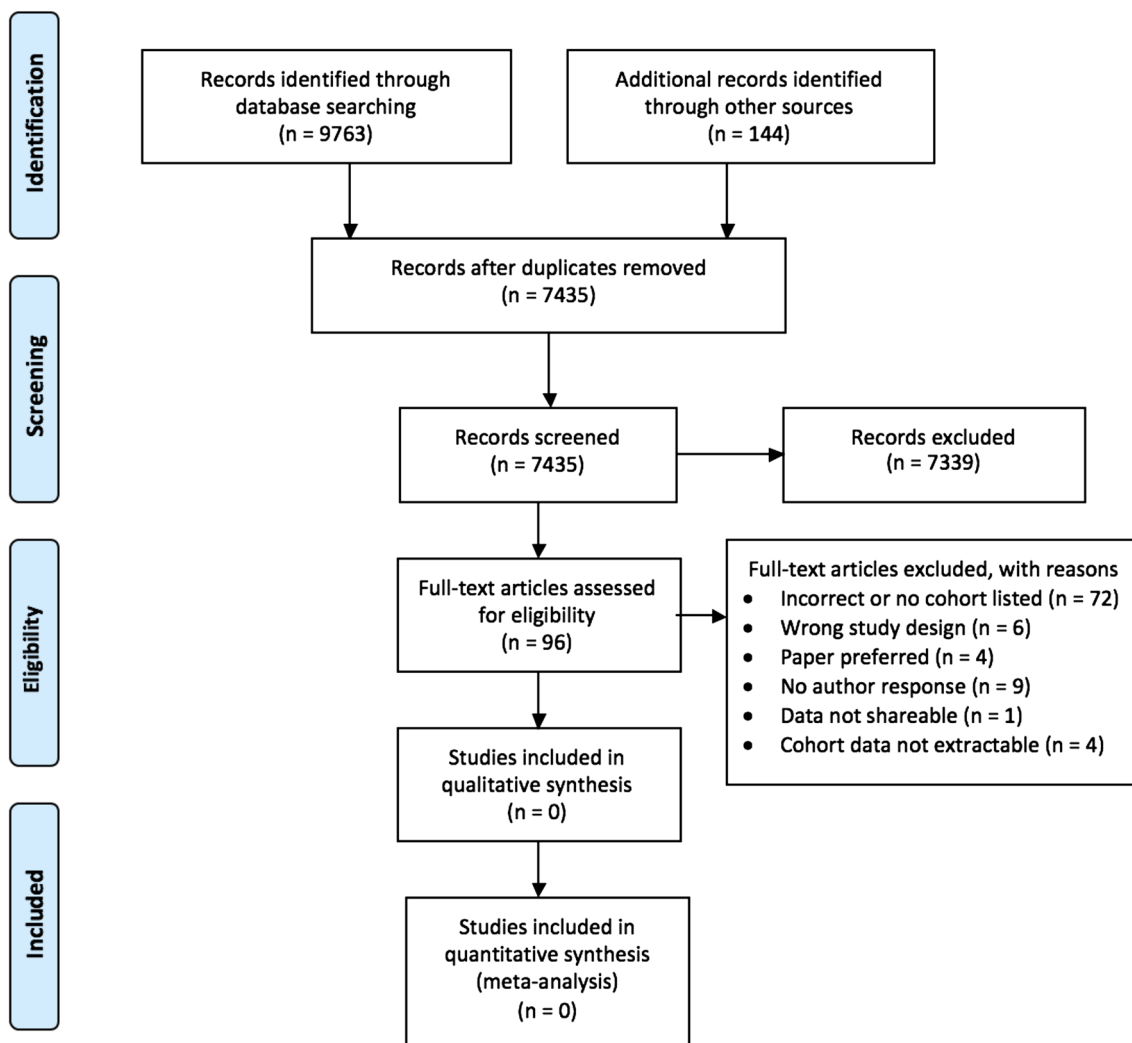 Identification
Records identified through
database searching
(n = 9763)
Additional records identified
through other sources
(n = 144)
Records after duplicates removed
(n = 7435)
Screening
Records screened
(n = 7435)
Records excluded
(n = 7339)
Eligibility
Full-text articles assessed
for eligibility
(n = 96)
Full-text articles excluded, with reasons
• Incorrect or no cohort listed (n = 72)
• Wrong study design (n = 6)
• Paper preferred (n = 4)
• No author response (n = 9)
• Data not shareable (n = 1)
• Cohort data not extractable (n = 4)
Studies included in
qualitative synthesis
(n = 0)
Included
Studies included in
quantitative synthesis
(meta-analysis)
(n = 0)